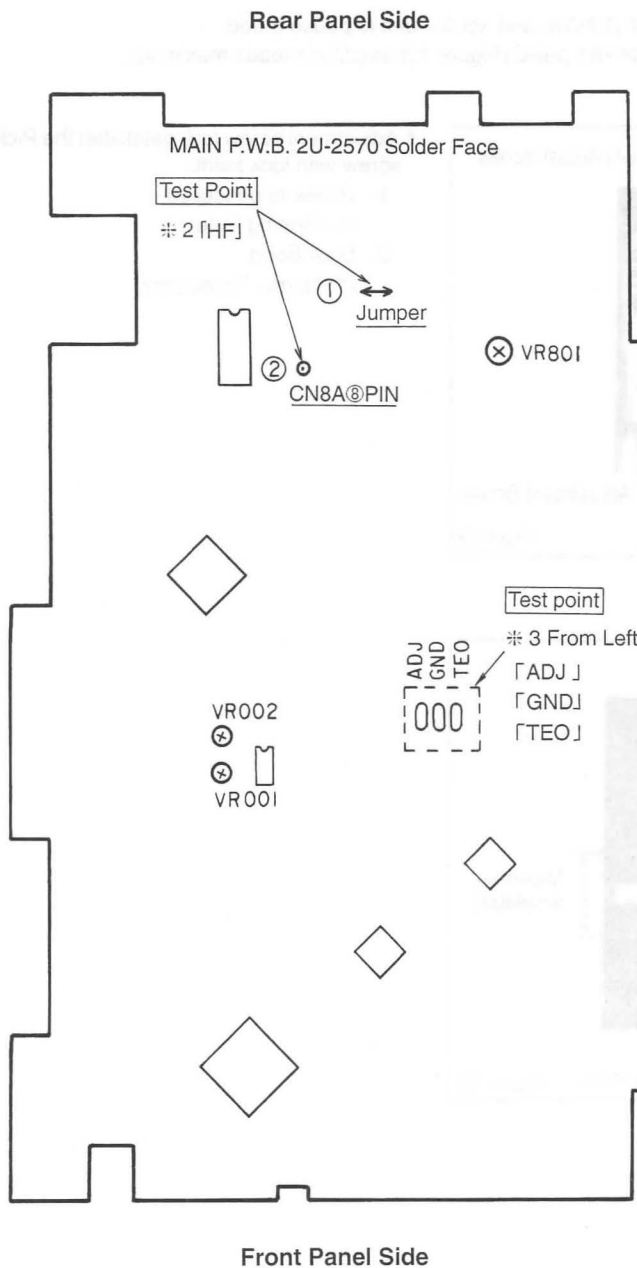 Rear Panel Side
MAIN P.W.B. 2U-2570 Solder Face
Test Point
※ 2 「HF」
① Jumper
VR801
② CN8A⑧PIN
Test point
※ 3 From Left
ADJ GND TEO
「ADJ」
「GND」
「TEO」
VR002
VR001
Front Panel Side